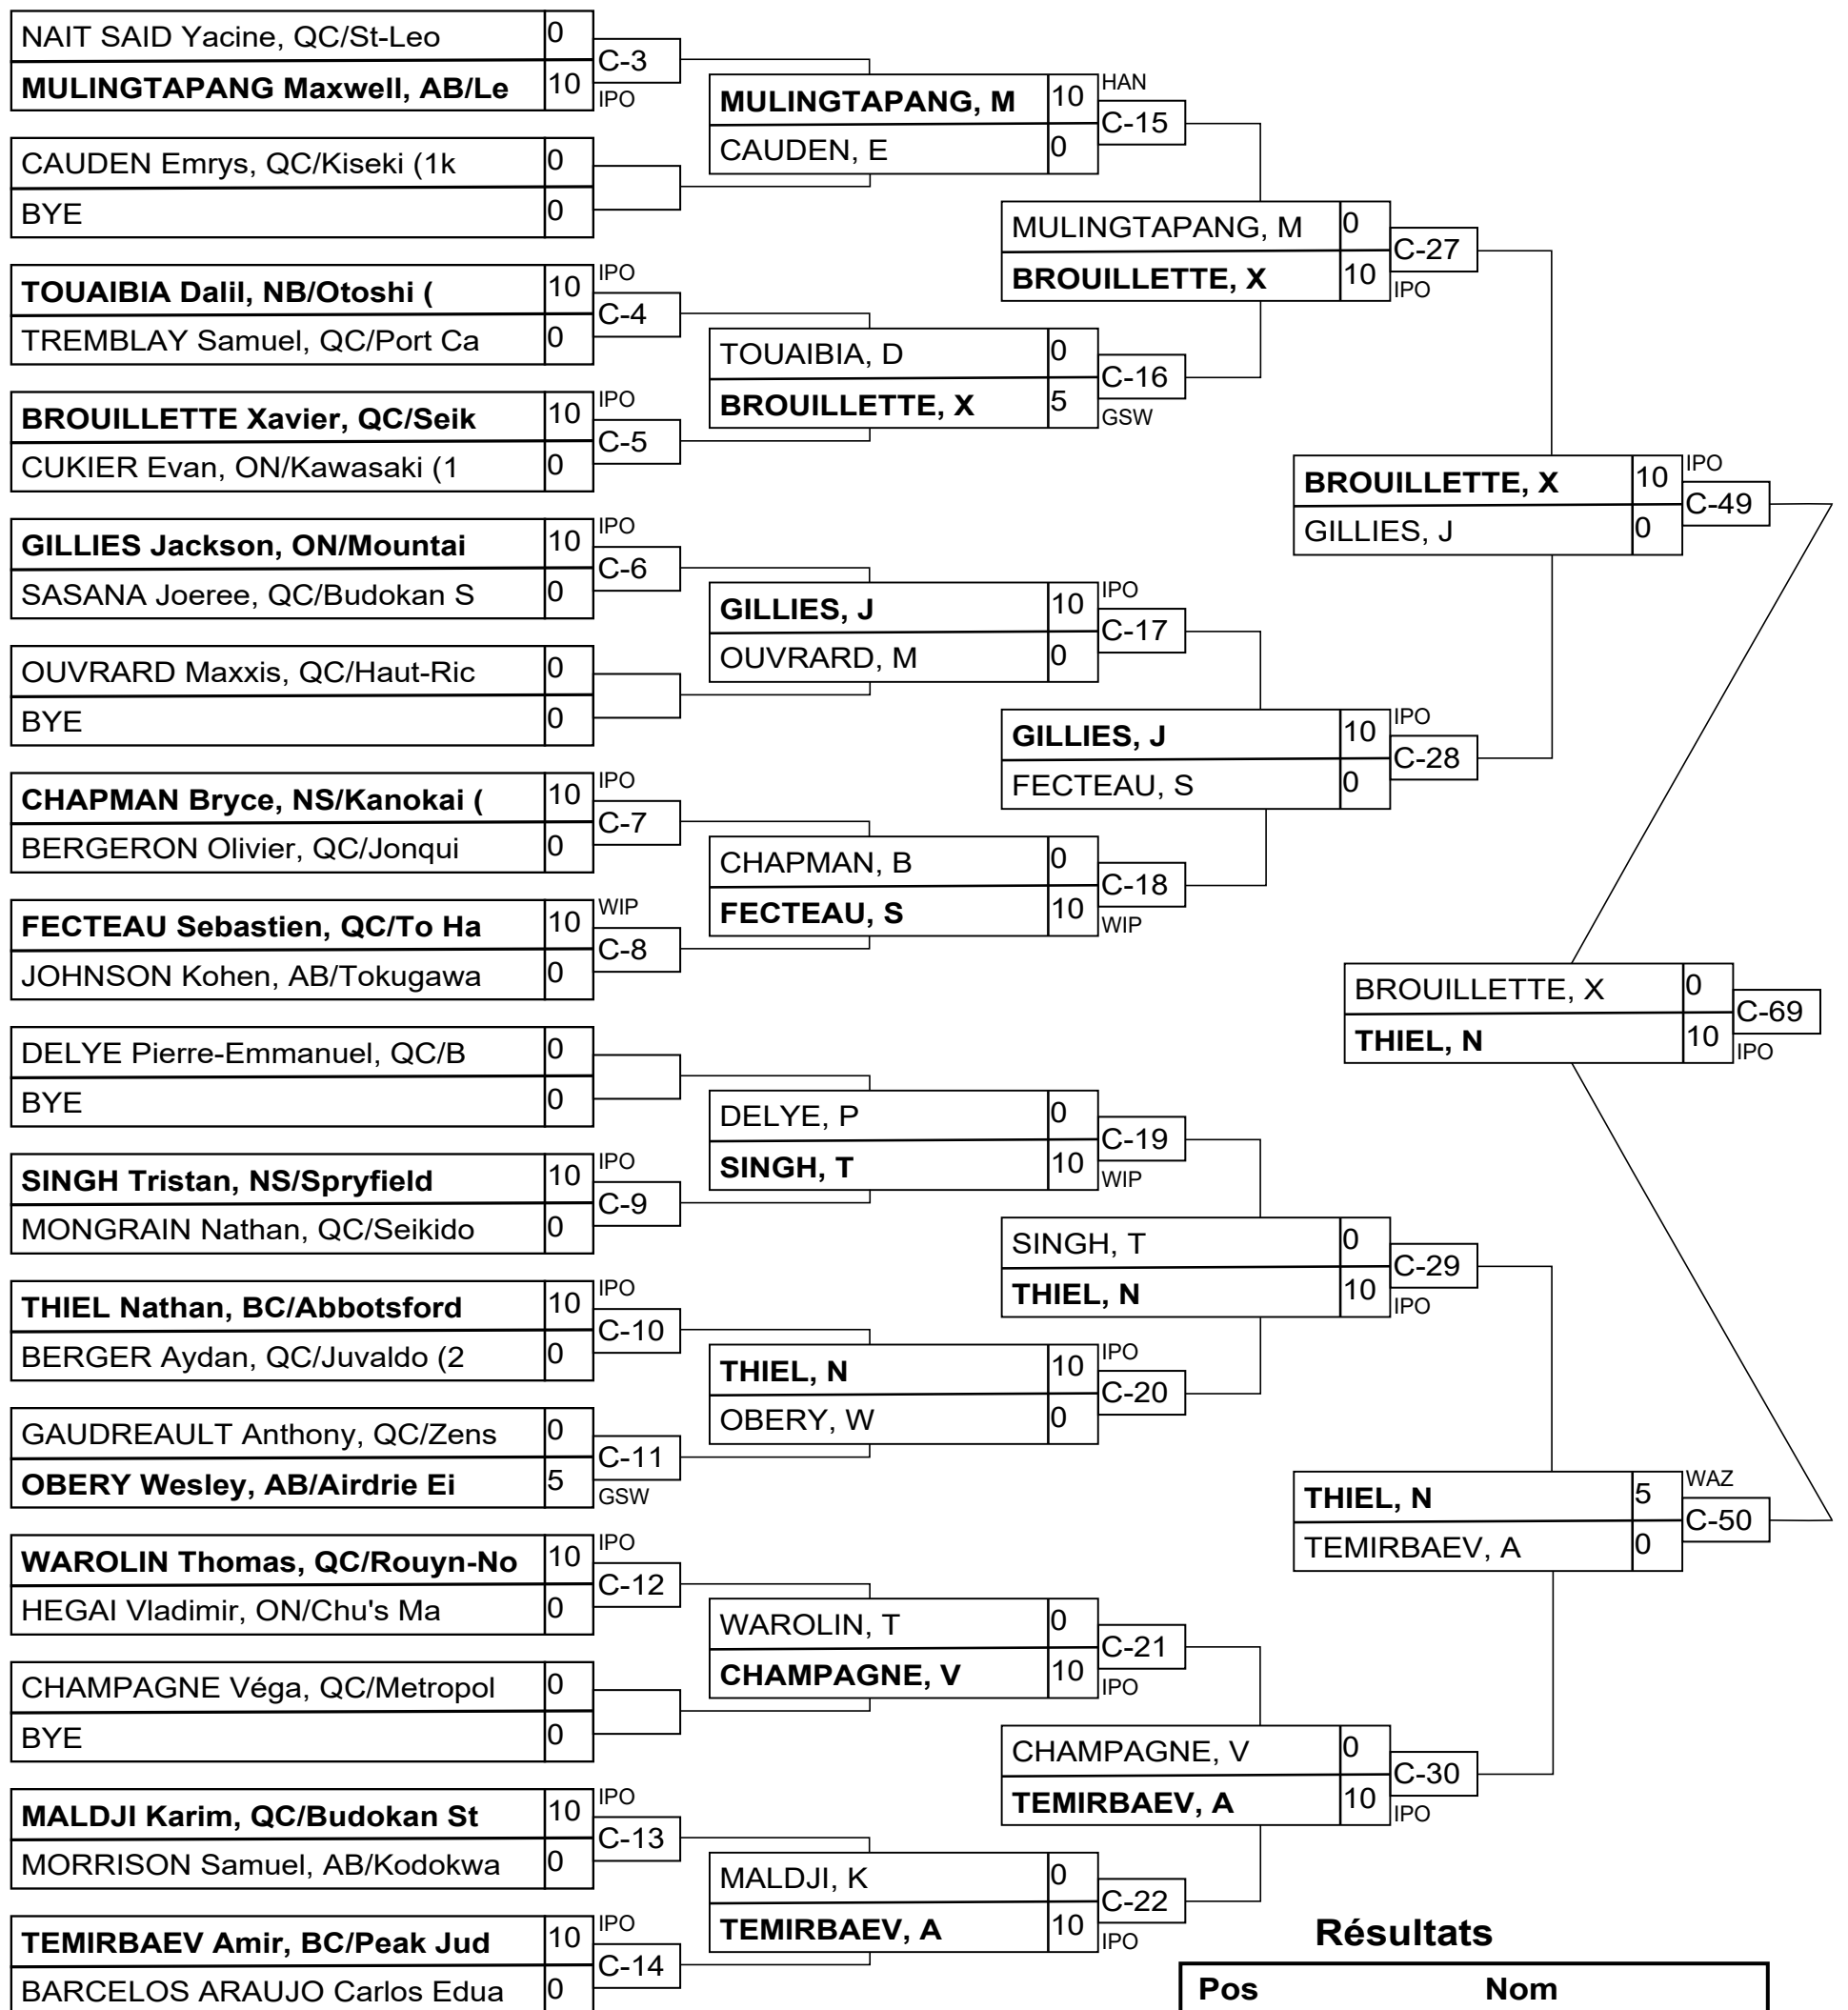 NAIT SAID Yacine, QC/St-Leo 0
C-3
MULINGTAPANG Maxwell, AB/Le 10
IPO
CAUDEN Emrys, QC/Kiseki (1k 0
BYE 0
TOUAIBIA Dalil, NB/Otoshi ( 10
IPO
C-4
TREMBLAY Samuel, QC/Port Ca 0
BROUILLETTE Xavier, QC/Seik 10
IPO
C-5
CUKIER Evan, ON/Kawasaki (1 0
GILLIES Jackson, ON/Mountai 10
IPO
C-6
SASANA Joeree, QC/Budokan S 0
OUVRARD Maxxis, QC/Haut-Ric 0
BYE 0
CHAPMAN Bryce, NS/Kanokai ( 10
IPO
C-7
BERGERON Olivier, QC/Jonqui 0
FECTEAU Sebastien, QC/To Ha 10
WIP
C-8
JOHNSON Kohen, AB/Tokugawa 0
DELYE Pierre-Emmanuel, QC/B 0
BYE 0
SINGH Tristan, NS/Spryfield 10
IPO
C-9
MONGRAIN Nathan, QC/Seikido 0
THIEL Nathan, BC/Abbotsford 10
IPO
C-10
BERGER Aydan, QC/Juvaldo (2 0
GAUDREAULT Anthony, QC/Zens 0
C-11
OBERY Wesley, AB/Airdrie Ei 5
GSW
WAROLIN Thomas, QC/Rouyn-No 10
IPO
C-12
HEGAI Vladimir, ON/Chu's Ma 0
CHAMPAGNE Véga, QC/Metropol 0
BYE 0
MALDJI Karim, QC/Budokan St 10
IPO
C-13
MORRISON Samuel, AB/Kodokwa 0
TEMIRBAEV Amir, BC/Peak Jud 10
IPO
C-14
BARCELOS ARAUJO Carlos Edua 0
MULINGTAPANG, M 10
HAN
C-15
CAUDEN, E 0
TOUAIBIA, D 0
C-16
BROUILLETTE, X 5
GSW
GILLIES, J 10
IPO
C-17
OUVRARD, M 0
CHAPMAN, B 0
C-18
FECTEAU, S 10
WIP
DELYE, P 0
C-19
SINGH, T 10
WIP
THIEL, N 10
IPO
C-20
OBERY, W 0
WAROLIN, T 0
C-21
CHAMPAGNE, V 10
IPO
MALDJI, K 0
C-22
TEMIRBAEV, A 10
IPO
MULINGTAPANG, M 0
C-27
BROUILLETTE, X 10
IPO
GILLIES, J 10
IPO
C-28
FECTEAU, S 0
SINGH, T 0
C-29
THIEL, N 10
IPO
CHAMPAGNE, V 0
C-30
TEMIRBAEV, A 10
IPO
BROUILLETTE, X 10
IPO
C-49
GILLIES, J 0
THIEL, N 5
WAZ
C-50
TEMIRBAEV, A 0
BROUILLETTE, X 0
C-69
THIEL, N 10
IPO
Résultats
Pos Nom